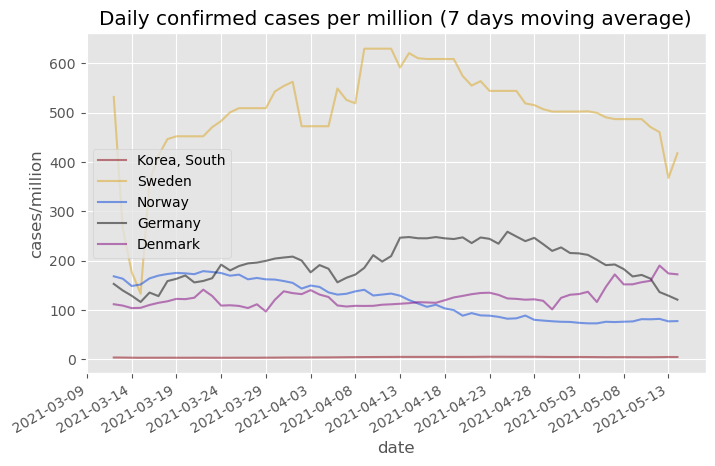 Daily confirmed cases per million (7 days moving average)
600
500
400
300
200
100
0
cases/million
Korea, South
Sweden
Norway
Germany
Denmark
2021-03-09
2021-03-14
2021-03-19
2021-03-24
2021-03-29
2021-04-03
2021-04-08
2021-04-13
2021-04-18
2021-04-23
2021-04-28
2021-05-03
2021-05-08
2021-05-13
date